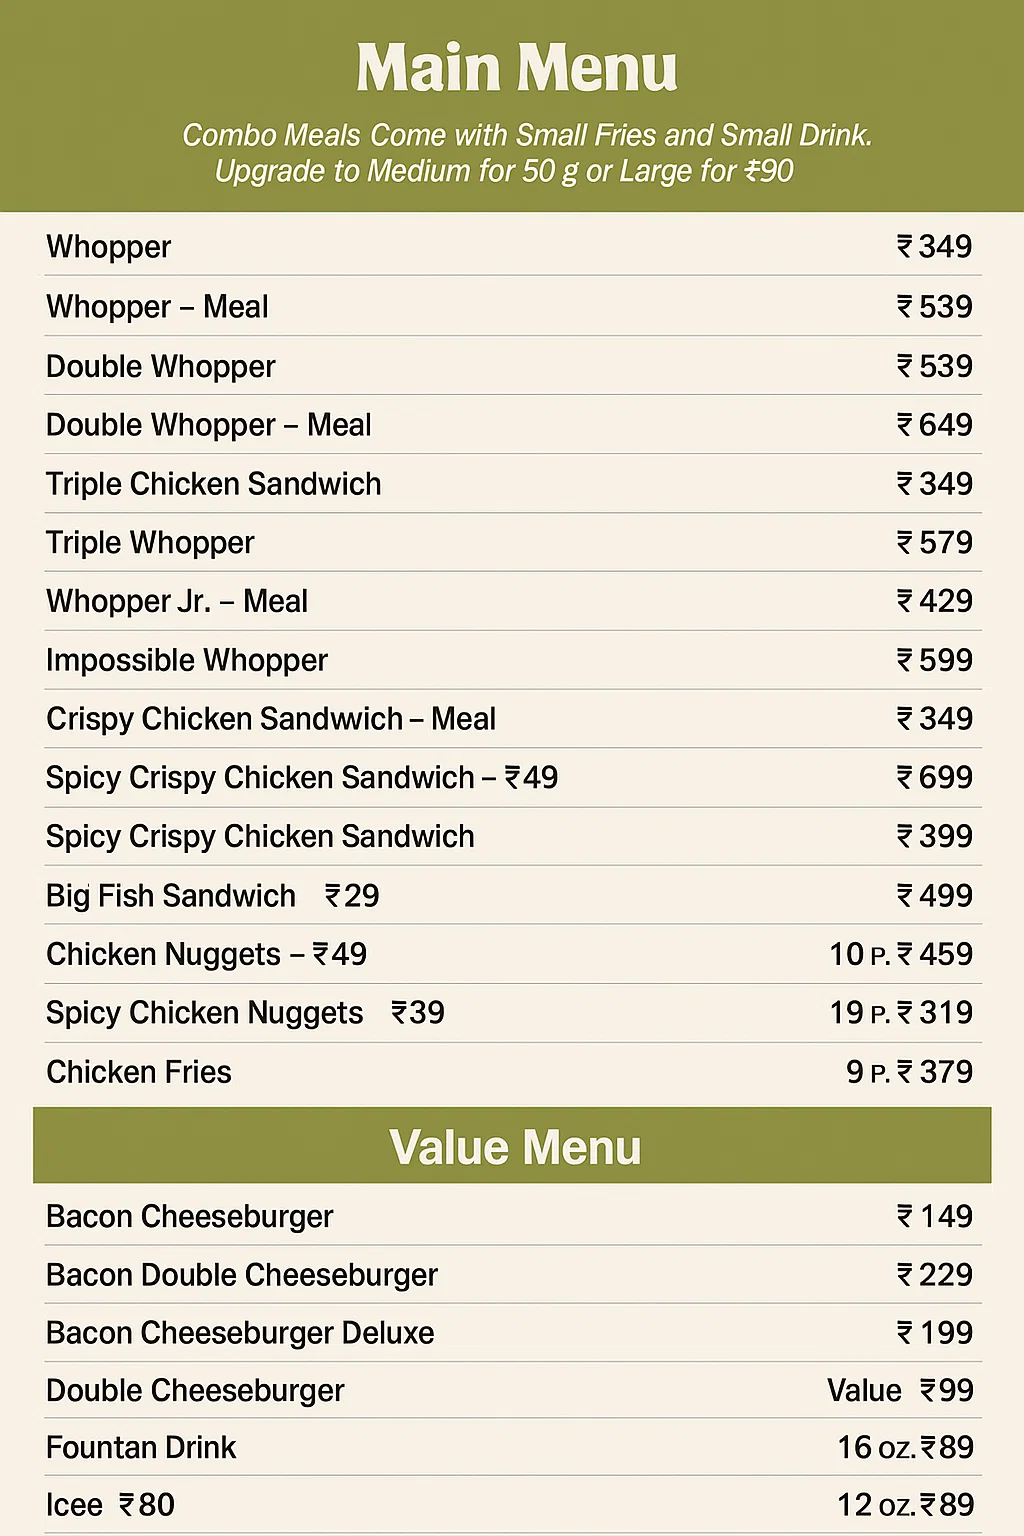 Main Menu
Combo Meals Come with Small Fries and Small Drink.
Upgrade to Medium for 50 g or Large for ₹90
Whopper ₹ 349
Whopper – Meal ₹ 539
Double Whopper ₹ 539
Double Whopper – Meal ₹ 649
Triple Chicken Sandwich ₹ 349
Triple Whopper ₹ 579
Whopper Jr. – Meal ₹ 429
Impossible Whopper ₹ 599
Crispy Chicken Sandwich – Meal ₹ 349
Spicy Crispy Chicken Sandwich – ₹49 ₹ 699
Spicy Crispy Chicken Sandwich ₹ 399
Big Fish Sandwich ₹29 ₹ 499
Chicken Nuggets – ₹49 10 P. ₹ 459
Spicy Chicken Nuggets ₹39 19 P. ₹ 319
Chicken Fries 9 P. ₹ 379
Value Menu
Bacon Cheeseburger ₹ 149
Bacon Double Cheeseburger ₹ 229
Bacon Cheeseburger Deluxe ₹ 199
Double Cheeseburger Value ₹99
Fountan Drink 16 oz. ₹89
Icee ₹80 12 oz. ₹89